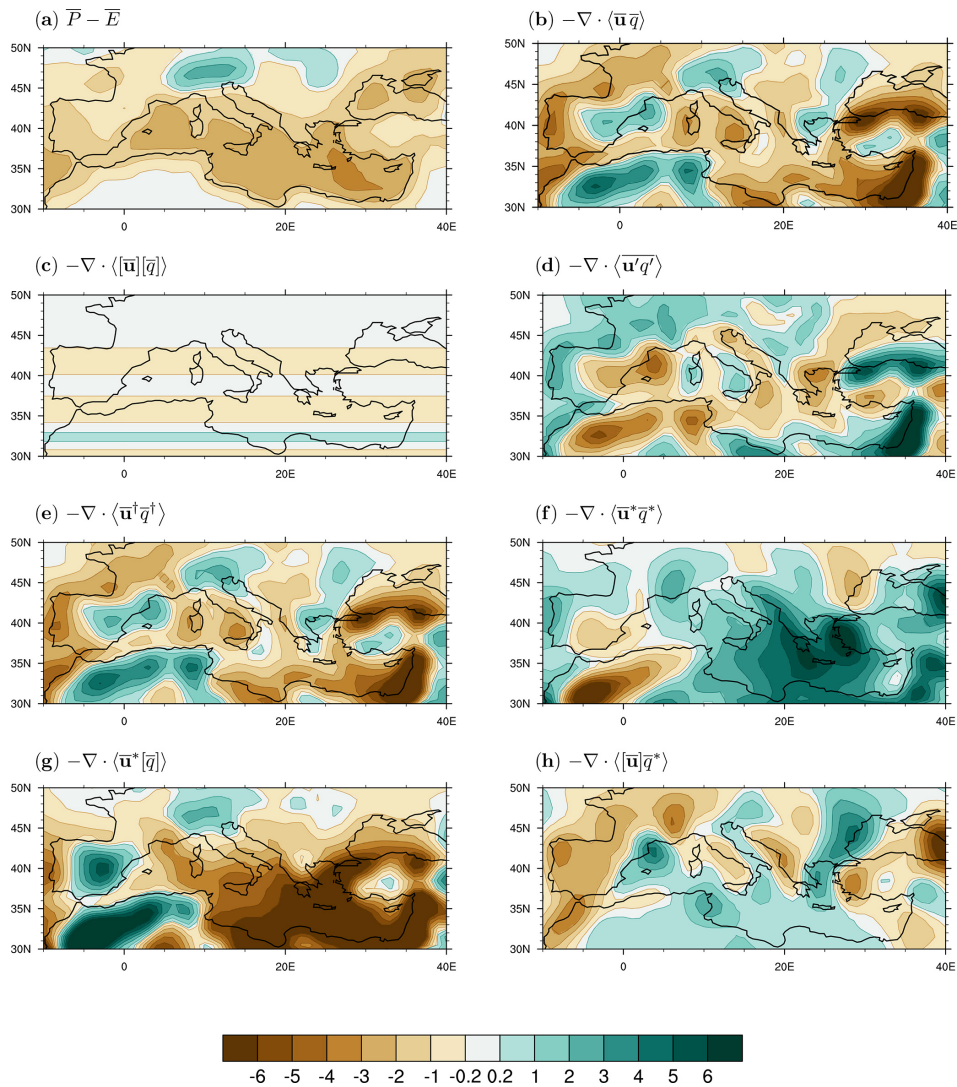 (a) P̅ − E̅
(b) −∇ · ⟨u̅ q̅⟩
50N
45N
40N
35N
30N
0
20E
40E
50N
45N
40N
35N
30N
0
20E
40E
(c) −∇ · ⟨[u̅][q̅]⟩
(d) −∇ · ⟨u̅′̅q̅′̅⟩
50N
45N
40N
35N
30N
0
20E
40E
50N
45N
40N
35N
30N
0
20E
40E
(e) −∇ · ⟨u̅†q̅†⟩
(f) −∇ · ⟨u̅*q̅*⟩
50N
45N
40N
35N
30N
0
20E
40E
50N
45N
40N
35N
30N
0
20E
40E
(g) −∇ · ⟨u̅*[q̅]⟩
(h) −∇ · ⟨[u̅]q̅*⟩
50N
45N
40N
35N
30N
0
20E
40E
50N
45N
40N
35N
30N
0
20E
40E
-6 -5 -4 -3 -2 -1 -0.2 0.2 1 2 3 4 5 6